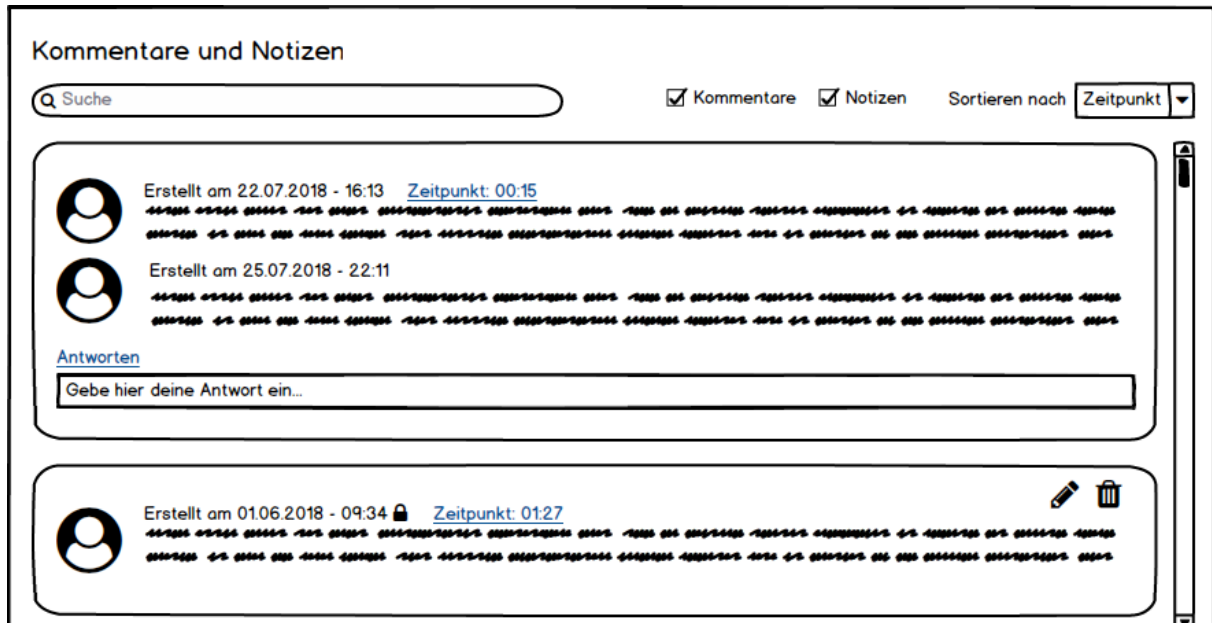 Kommentare und Notizen
Suche
Kommentare Notizen Sortieren nach Zeitpunkt
Erstellt am 22.07.2018 - 16:13 Zeitpunkt: 00:15
Erstellt am 25.07.2018 - 22:11
Antworten
Gebe hier deine Antwort ein...
Erstellt am 01.06.2018 - 09:34 Zeitpunkt: 01:27